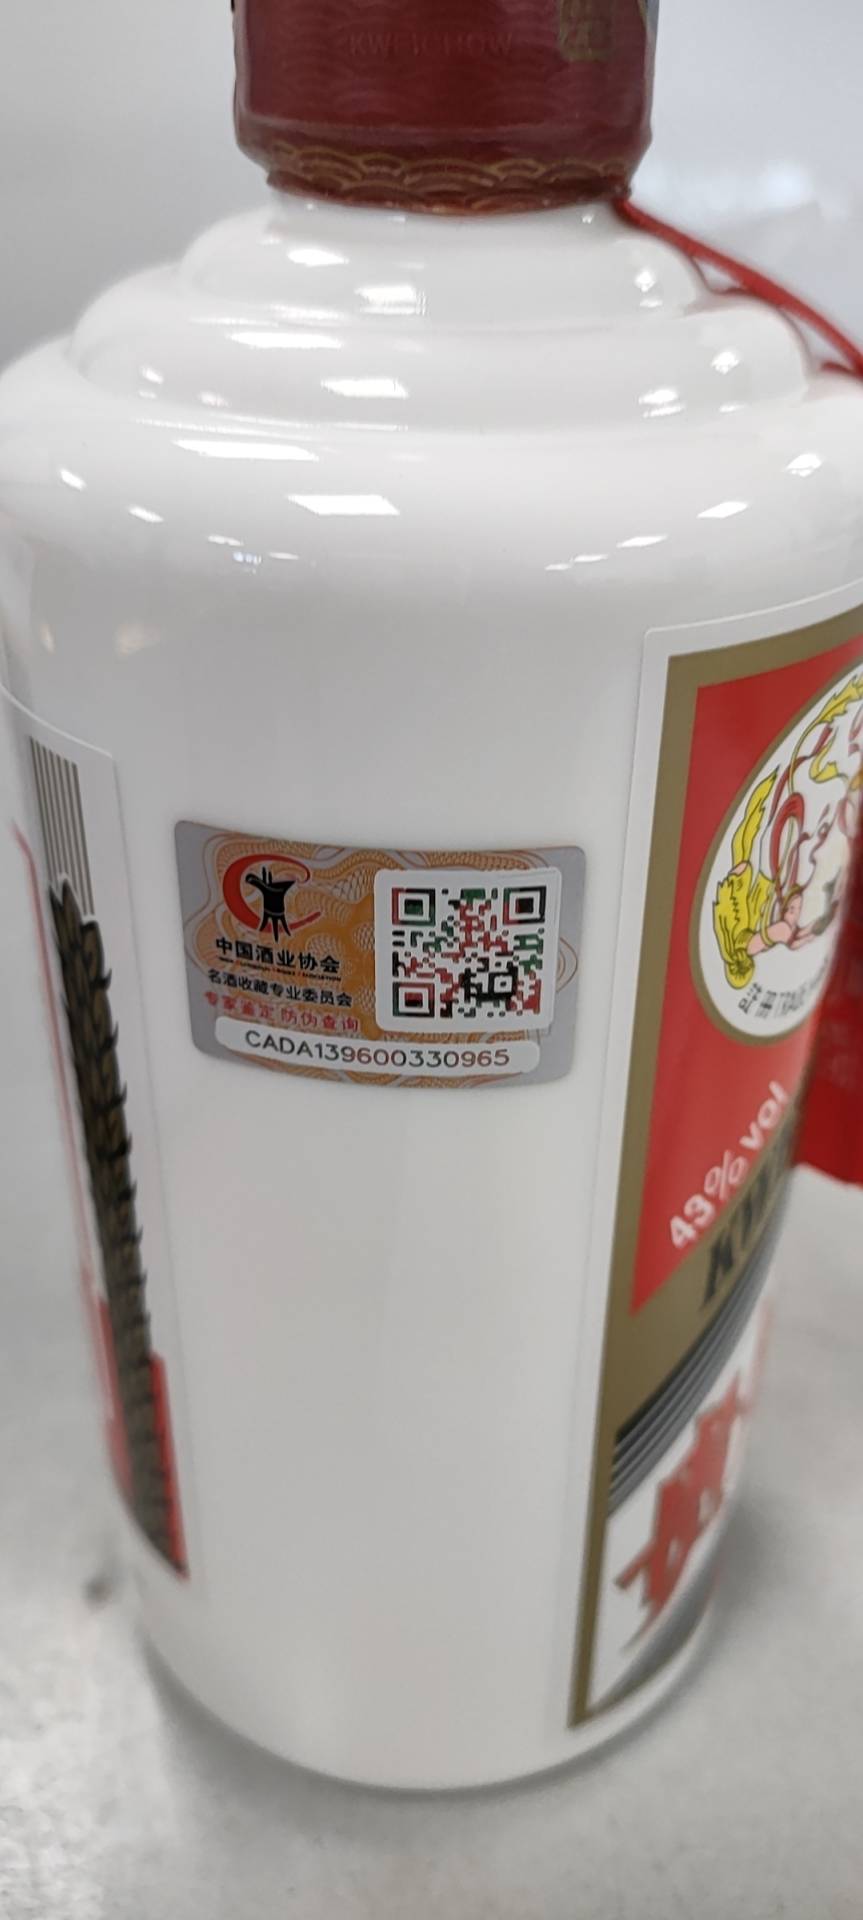 KWEICHOW
中国酒业协会
名酒收藏专业委员会
专家鉴定 防伪查询
CADA139600330965
43% vol